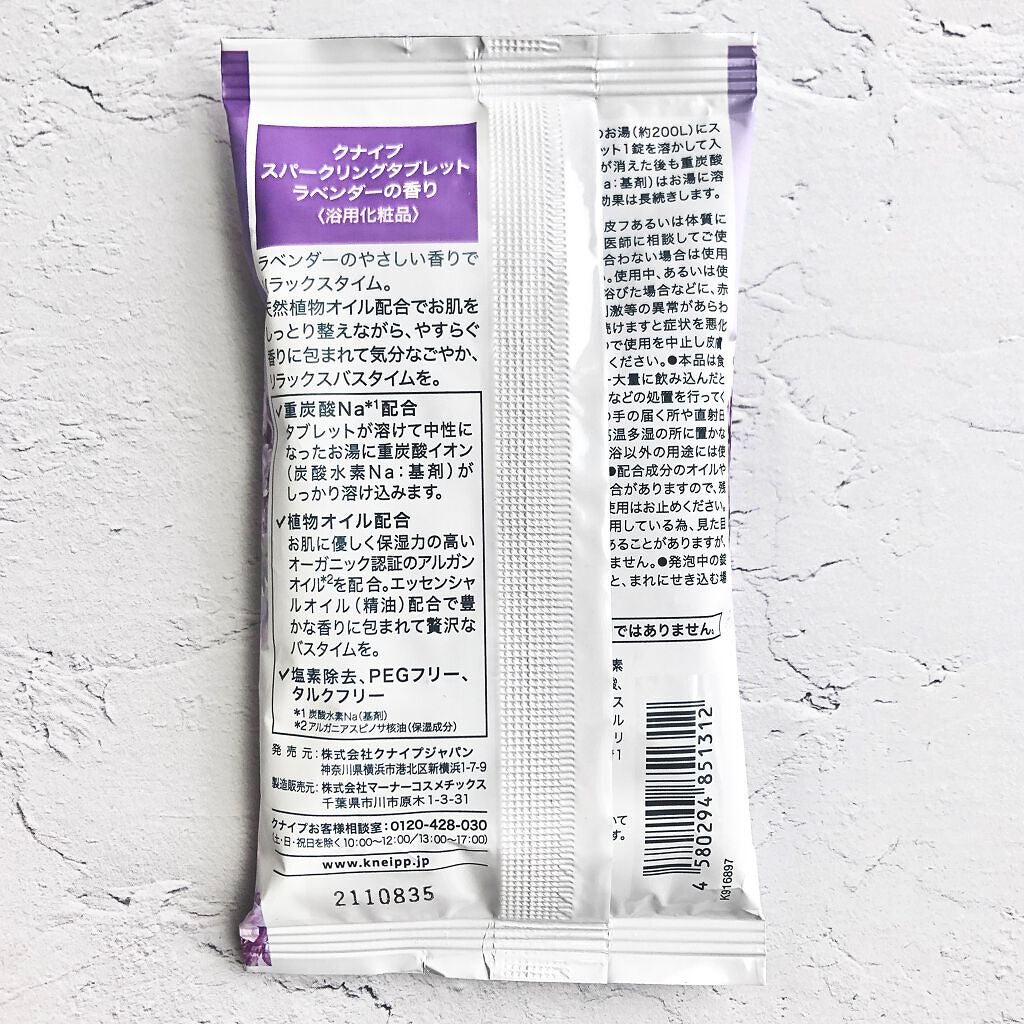 クナイプ
スパークリングタブレット
ラベンダーの香り
〈浴用化粧品〉
ラベンダーのやさしい香りで
リラックスタイム。
天然植物オイル配合でお肌を
しっとり整えながら、やすらぐ
香りに包まれて気分なごやか、
リラックスバスタイムを。
✓重炭酸Na*1配合
タブレットが溶けて中性に
なったお湯に重炭酸イオン
(炭酸水素Na:基剤)が
しっかり溶け込みます。
✓植物オイル配合
お肌に優しく保湿力の高い
オーガニック認証のアルガン
オイル*2を配合。エッセンシャ
ルオイル(精油)配合で豊
かな香りに包まれて贅沢な
バスタイムを。
✓塩素除去、PEGフリー、
タルクフリー
*1 炭酸水素Na(基剤)
*2 アルガニアスピノサ核油(保湿成分)
発売元:株式会社クナイプジャパン
神奈川県横浜市港北区新横浜1-7-9
製造販売元:株式会社マーナーコスメチックス
千葉県市川市原木1-3-31
クナイプお客様相談室:0120-428-030
(土・日・祝日を除く10:00〜12:00/13:00〜17:00)
www.kneipp.jp
2110835
のお湯(約200L)にス
ット1錠を溶かして入
が消えた後も重炭酸
a:基剤)はお湯に溶
効果は長続きします。
皮フあるいは体質に
医師に相談してご使
合わない場合は使用
。使用中、あるいは使
浴びた場合などに、赤
刺激等の異常があらわ
続けますと症状を悪化
ので使用を中止し皮膚
ください。●本品は食
一大量に飲み込んだと
などの処置を行ってく
の手の届く所や直射日
高温多湿の所に置かな
浴以外の用途には使
●配合成分のオイルや
合がありますので、残
使用はお止めください。
用している為、見た目
あることがありますが、
ません。●発泡中の錠
と、まれにせき込む場
ではありません。
素
酸、
ス
ルリ
*1
いて
す。
4 580294 851312
K916897